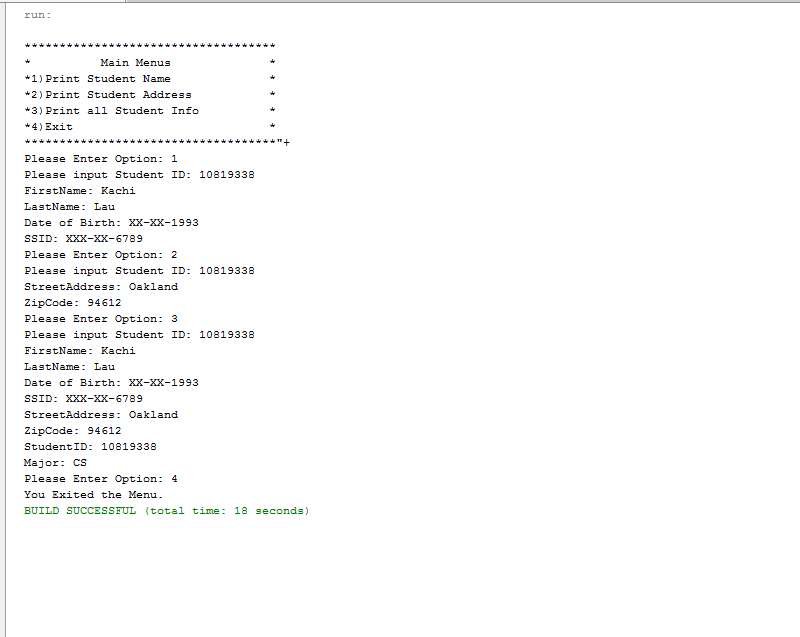 run:
************************************
*          Main Menus              *
*1)Print Student Name              *
*2)Print Student Address           *
*3)Print all Student Info          *
*4)Exit                            *
************************************"+
Please Enter Option: 1
Please input Student ID: 10819338
FirstName: Kachi
LastName: Lau
Date of Birth: XX-XX-1993
SSID: XXX-XX-6789
Please Enter Option: 2
Please input Student ID: 10819338
StreetAddress: Oakland
ZipCode: 94612
Please Enter Option: 3
Please input Student ID: 10819338
FirstName: Kachi
LastName: Lau
Date of Birth: XX-XX-1993
SSID: XXX-XX-6789
StreetAddress: Oakland
ZipCode: 94612
StudentID: 10819338
Major: CS
Please Enter Option: 4
You Exited the Menu.
BUILD SUCCESSFUL (total time: 18 seconds)